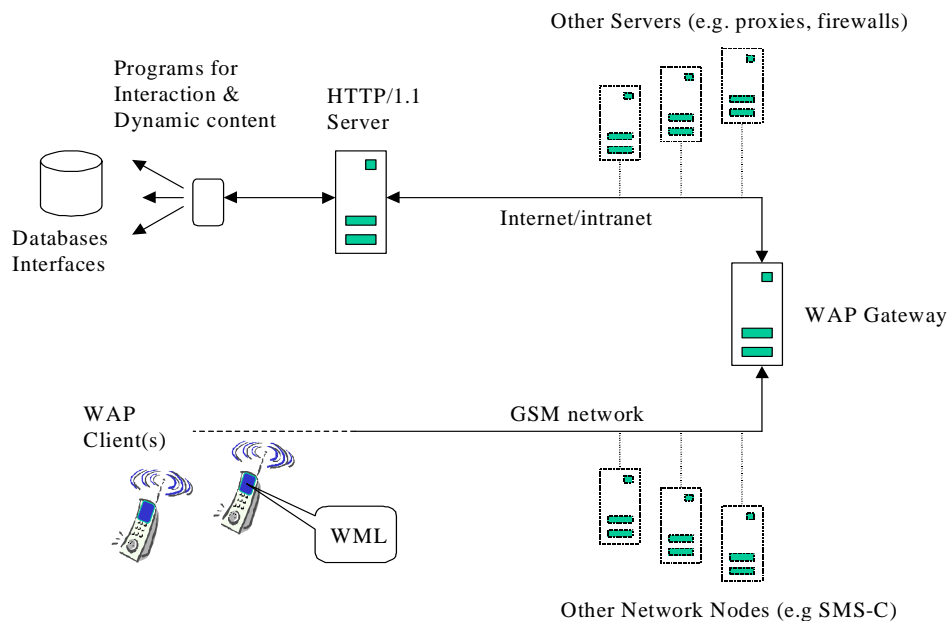 Other Servers (e.g. proxies, firewalls)
Programs for
Interaction &
Dynamic content
HTTP/1.1
Server
Internet/intranet
Databases
Interfaces
WAP Gateway
GSM network
WAP
Client(s)
WML
Other Network Nodes (e.g SMS-C)